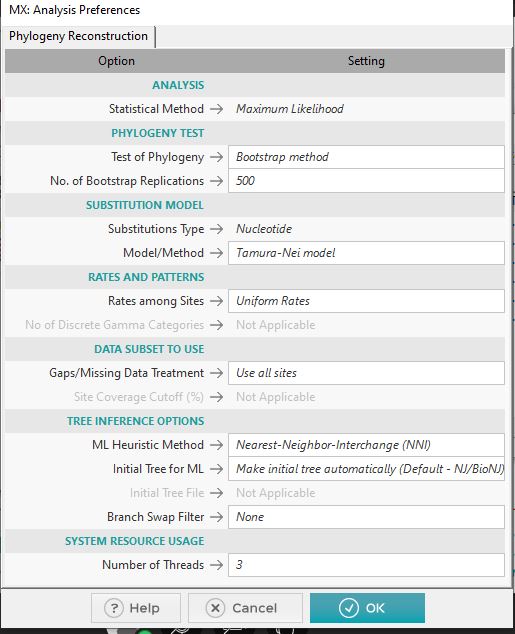 MX: Analysis Preferences
Phylogeny Reconstruction
Option Setting
ANALYSIS
Statistical Method → Maximum Likelihood
PHYLOGENY TEST
Test of Phylogeny → Bootstrap method
No. of Bootstrap Replications → 500
SUBSTITUTION MODEL
Substitutions Type → Nucleotide
Model/Method → Tamura-Nei model
RATES AND PATTERNS
Rates among Sites → Uniform Rates
No of Discrete Gamma Categories → Not Applicable
DATA SUBSET TO USE
Gaps/Missing Data Treatment → Use all sites
Site Coverage Cutoff (%) → Not Applicable
TREE INFERENCE OPTIONS
ML Heuristic Method → Nearest-Neighbor-Interchange (NNI)
Initial Tree for ML → Make initial tree automatically (Default - NJ/BioNJ)
Initial Tree File → Not Applicable
Branch Swap Filter → None
SYSTEM RESOURCE USAGE
Number of Threads → 3
? Help Cancel OK